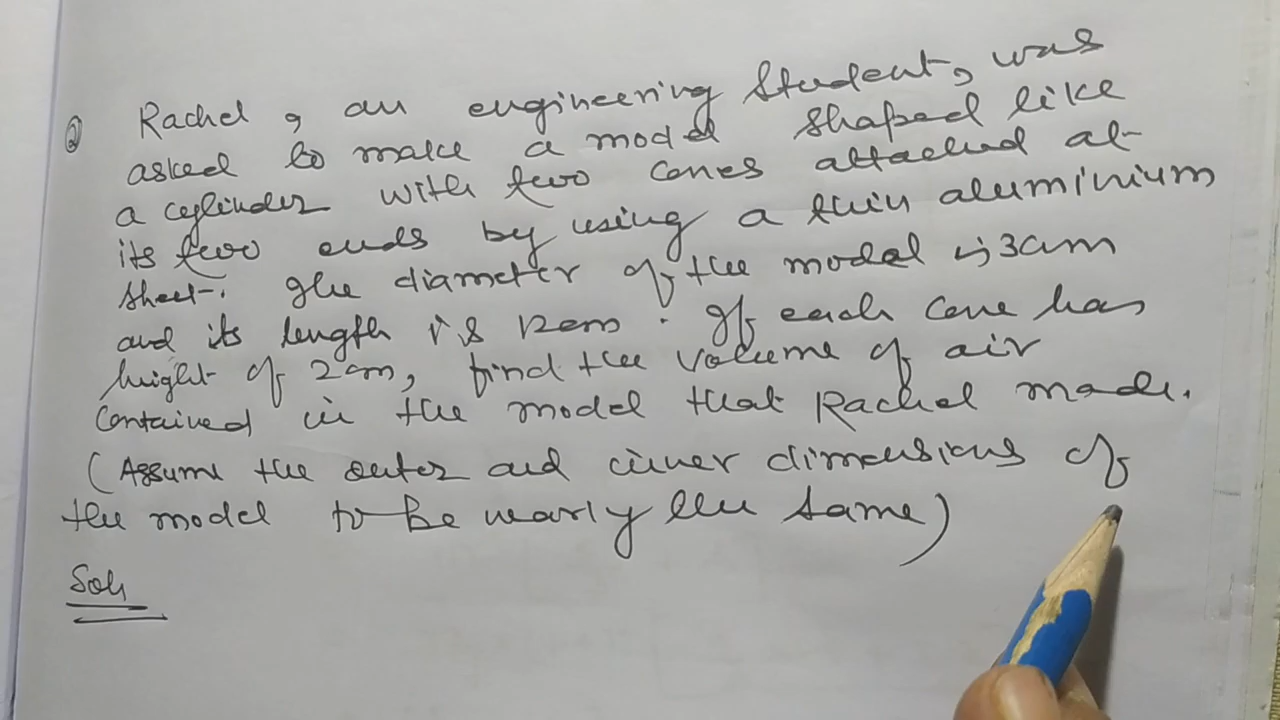 Q Rachel, an engineering student, was
asked to make a model shaped like
a cylinder with two cones attached at
its two ends by using a thin aluminium
sheet. The diameter of the model is 3cm
and its length is 12cm. If each cone has
height of 2cm, find the volume of air
contained in the model that Rachel made.
(Assume the outer and inner dimensions of
the model to be nearly the same)
Soln